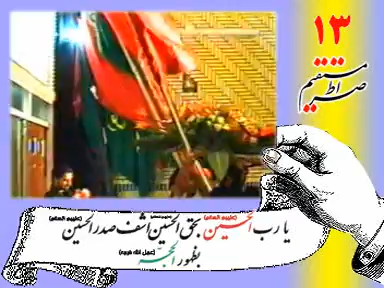 ۱۳
صراط مستقیم
یا رب الحسین (علیهم السلام) بحق الحسین اشف صدر الحسین (علیهم السلام)
بظهور الحجة (عجل الله فرجه)